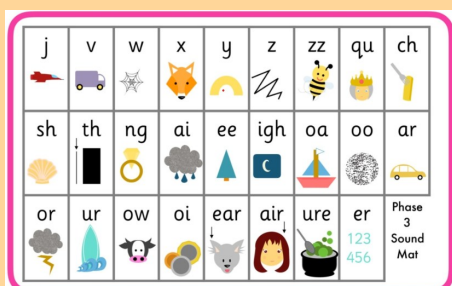 j v w x y z zz qu ch
sh th ng ai ee igh oa oo ar
or ur ow oi ear air ure er
123
456
Phase
3
Sound
Mat